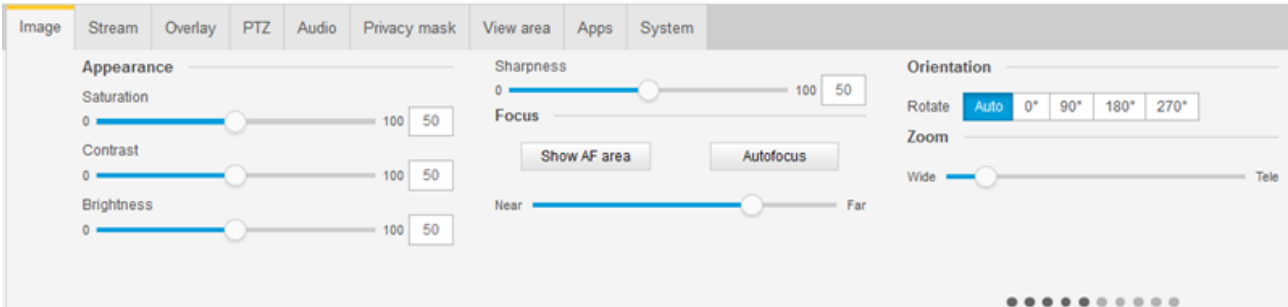 Image Stream Overlay PTZ Audio Privacy mask View area Apps System
Appearance
Saturation
0 100 50
Contrast
0 100 50
Brightness
0 100 50
Sharpness
0 100 50
Focus
Show AF area Autofocus
Near Far
Orientation
Rotate Auto 0° 90° 180° 270°
Zoom
Wide Tele